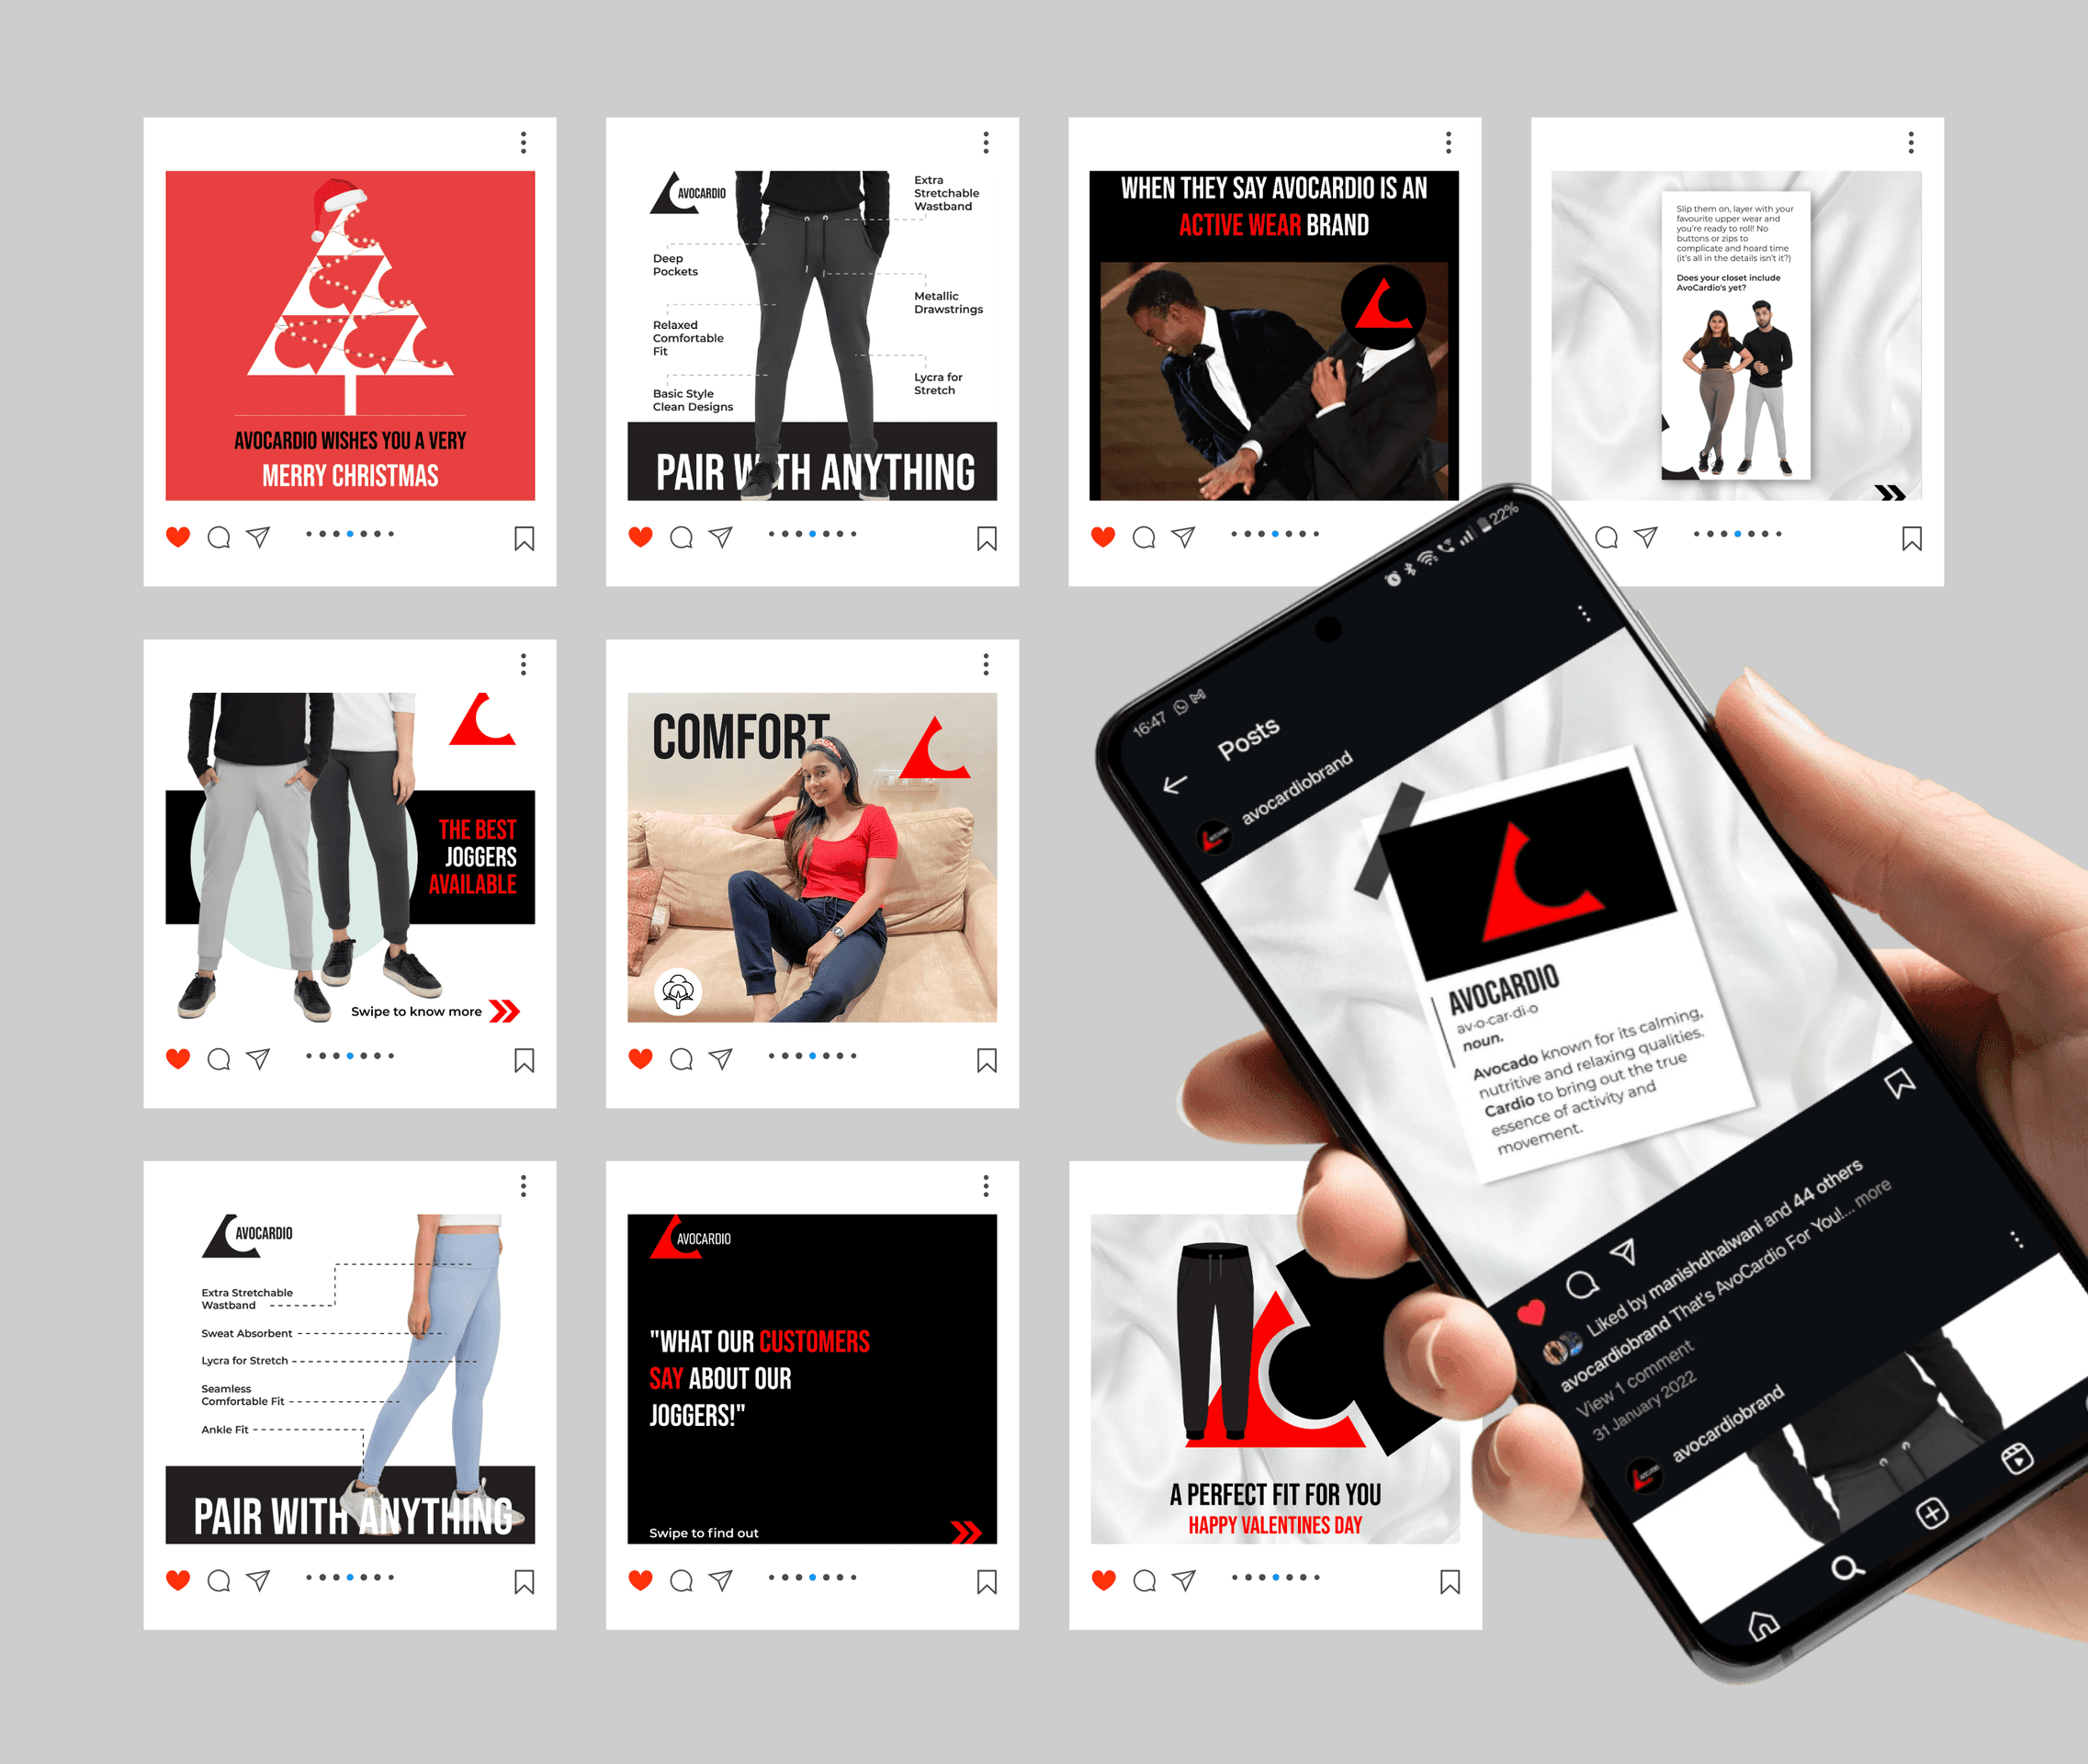 AVOCARDIO WISHES YOU A VERY
MERRY CHRISTMAS
AVOCARDIO
Extra
Stretchable
Wastband
Deep
Pockets
Metallic
Drawstrings
Relaxed
Comfortable
Fit
Lycra for
Stretch
Basic Style
Clean Designs
PAIR WITH ANYTHING
WHEN THEY SAY AVOCARDIO IS AN
ACTIVE WEAR BRAND
Slip them on, layer with your
favourite upper wear and
you're ready to roll! No
buttons or zips to
complicate and hoard time
(it's all in the details isn't it?)
Does your closet include
AvoCardio's yet?
THE BEST
JOGGERS
AVAILABLE
Swipe to know more
COMFORT
16:47
22%
Posts
avocardiobrand
AVOCARDIO
av·o·car·di·o
noun.
Avocado known for its calming,
nutritive and relaxing qualities.
Cardio to bring out the true
essence of activity and
movement.
Liked by manishdhalwani and 44 others
avocardiobrand That's AvoCardio For You!... more
View 1 comment
31 January 2022
avocardiobrand
AVOCARDIO
Extra Stretchable
Wastband
Sweat Absorbent
Lycra for Stretch
Seamless
Comfortable Fit
Ankle Fit
PAIR WITH ANYTHING
AVOCARDIO
"WHAT OUR CUSTOMERS
SAY ABOUT OUR
JOGGERS!"
Swipe to find out
A PERFECT FIT FOR YOU
HAPPY VALENTINES DAY